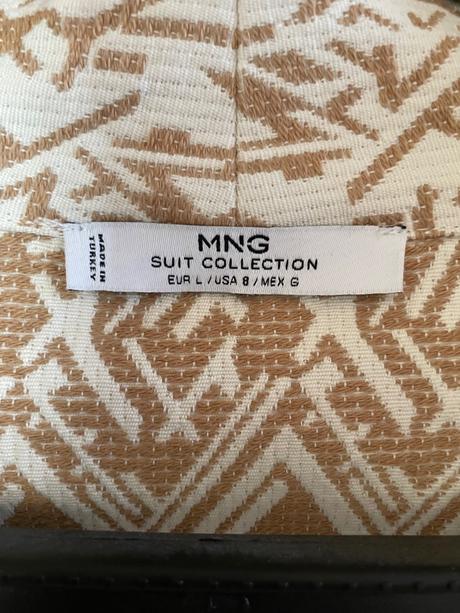 MNG
SUIT COLLECTION
EUR L / USA 8 / MEX G
MADE IN
TURKEY